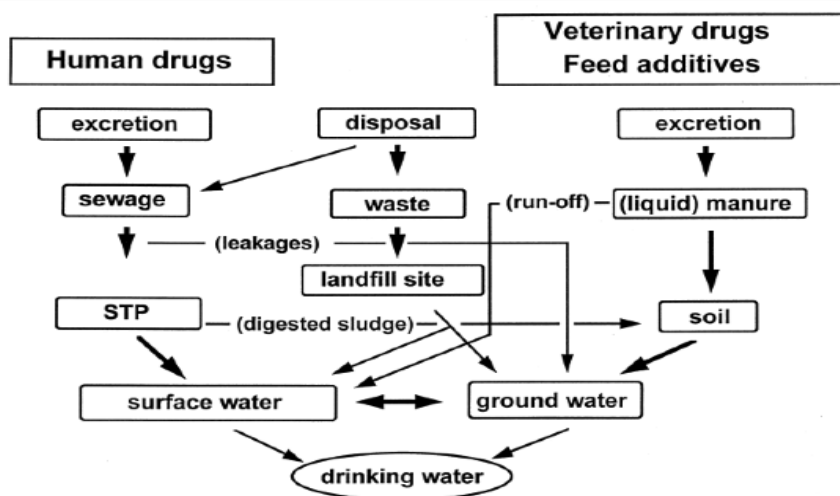 Human drugs
Veterinary drugs
Feed additives
excretion
disposal
excretion
sewage
waste
(run-off)
(liquid) manure
(leakages)
landfill site
STP
(digested sludge)
soil
surface water
ground water
drinking water